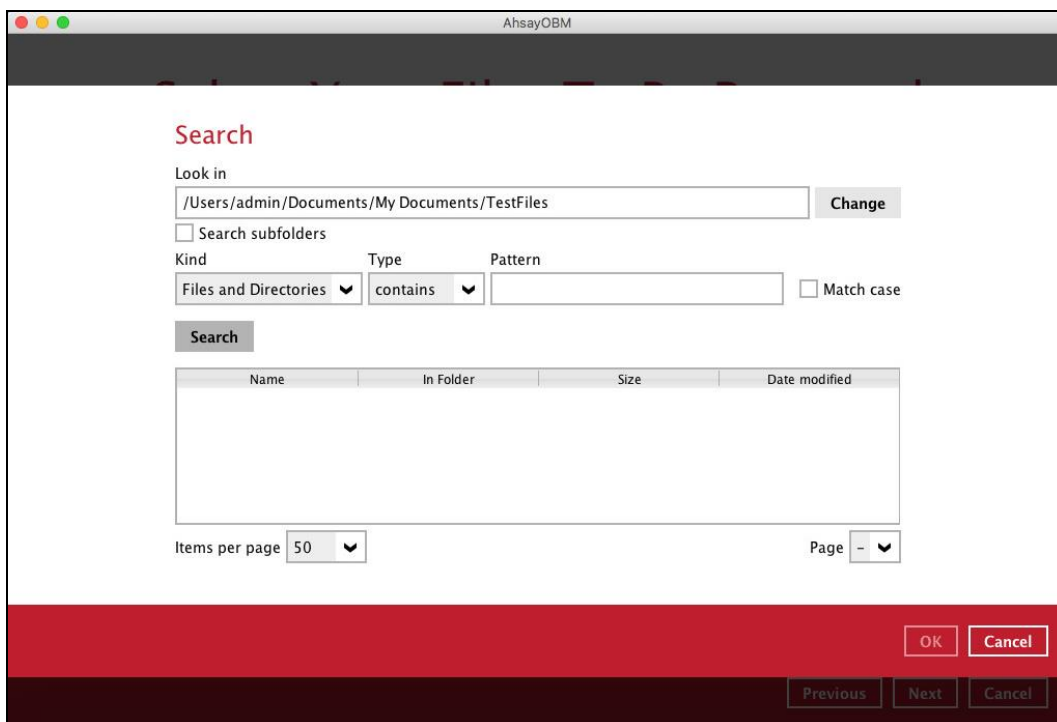 AhsayOBM
Search
Look in
/Users/admin/Documents/My Documents/TestFiles
Change
Search subfolders
Kind Type Pattern
Files and Directories contains Match case
Search
Name In Folder Size Date modified
Items per page 50 Page -
OK Cancel
Previous Next Cancel